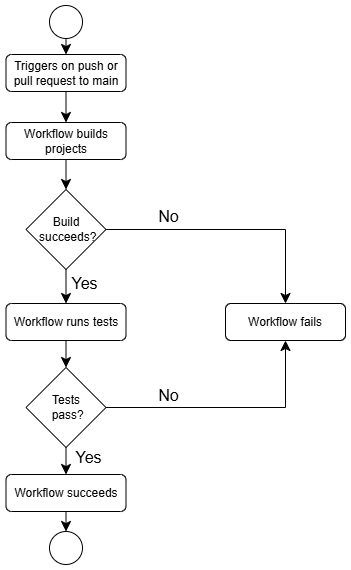 Triggers on push or
pull request to main
Workflow builds
projects
Build
succeeds?
No
Yes
Workflow runs tests
Workflow fails
Tests
pass?
No
Yes
Workflow succeeds